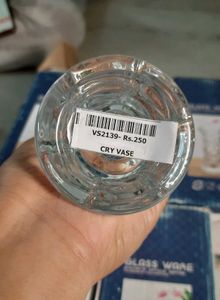 VS2139- Rs.250
CRY VASE
GLASS WARE